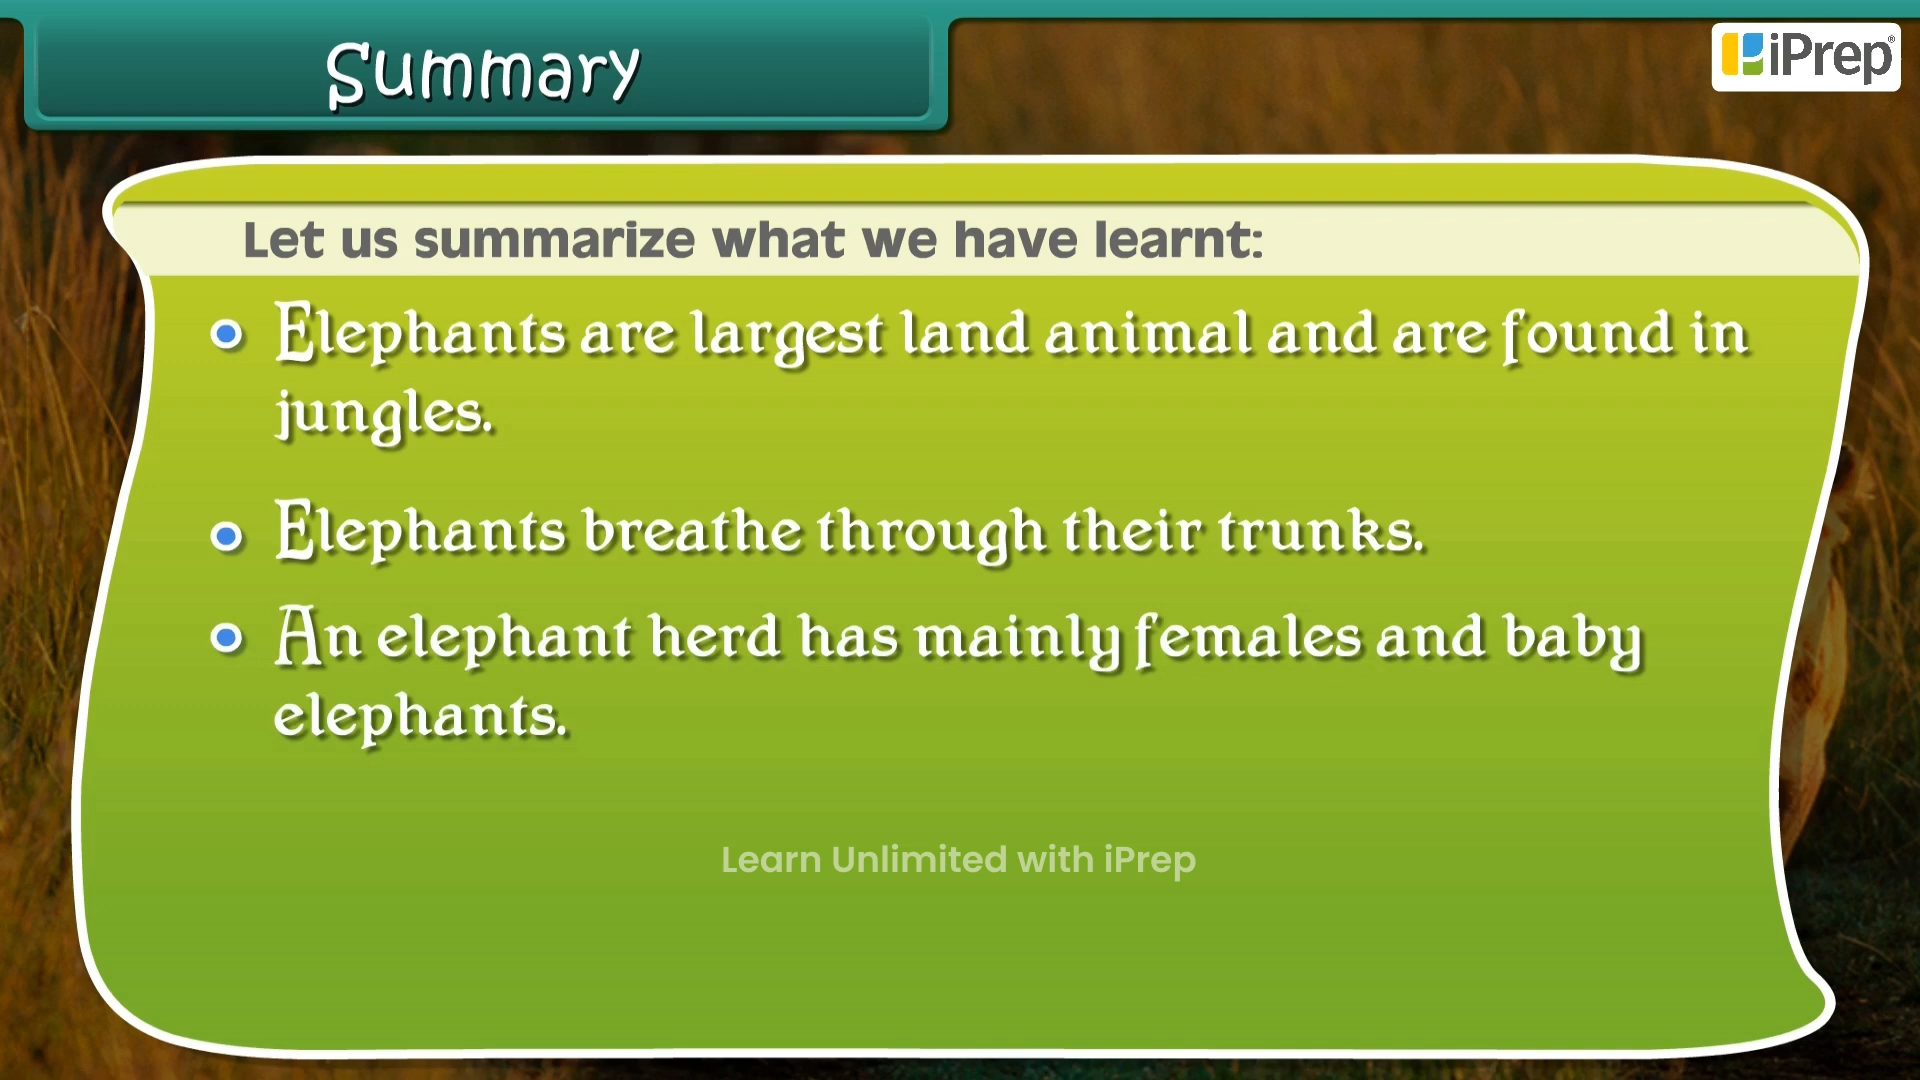 Summary
iPrep®
Let us summarize what we have learnt:
Elephants are largest land animal and are found in
jungles.
Elephants breathe through their trunks.
An elephant herd has mainly females and baby
elephants.
Learn Unlimited with iPrep